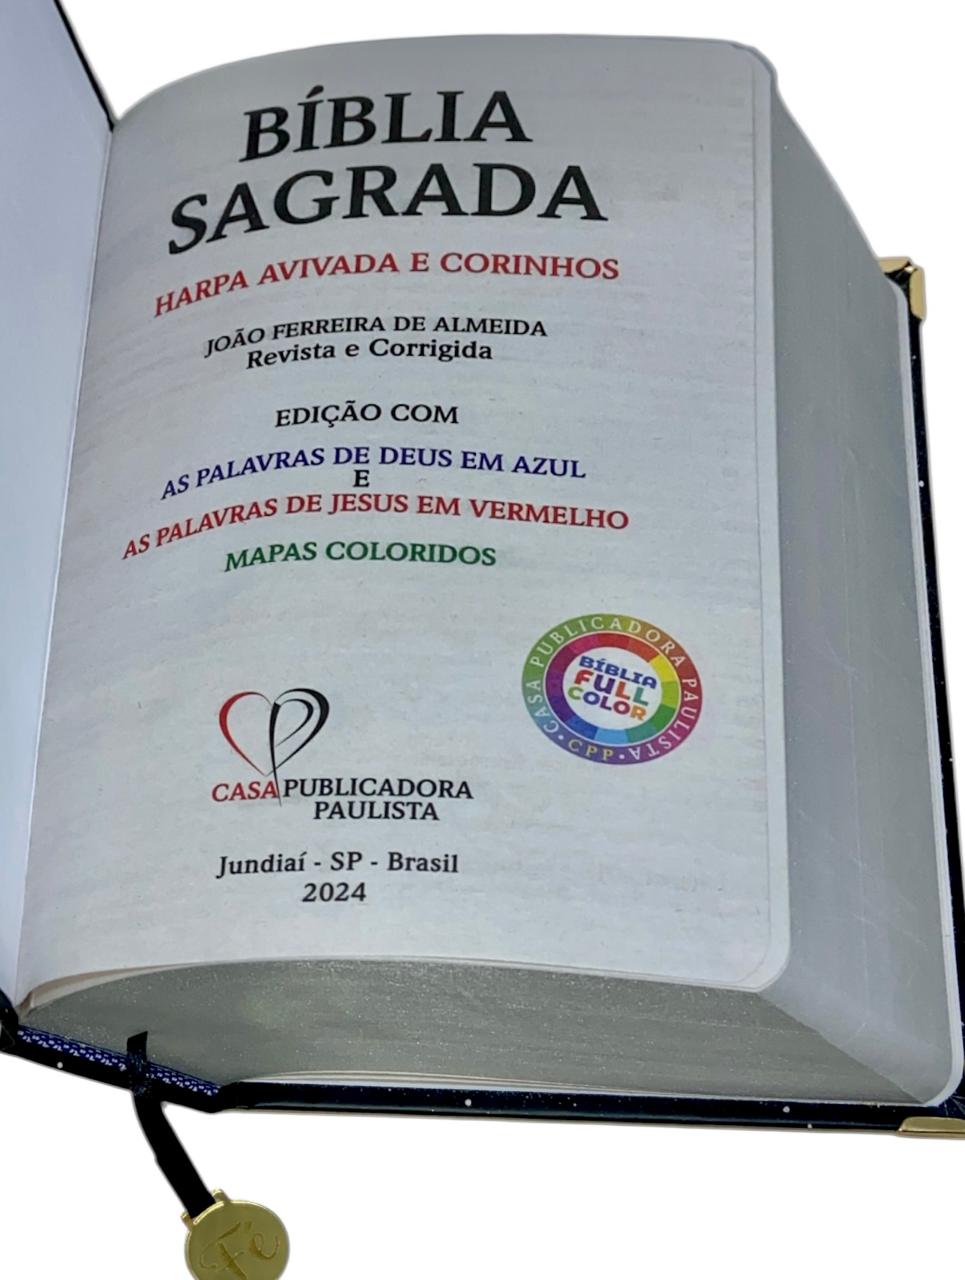 BÍBLIA
SAGRADA
HARPA AVIVADA E CORINHOS
JOÃO FERREIRA DE ALMEIDA
Revista e Corrigida
EDIÇÃO COM
AS PALAVRAS DE DEUS EM AZUL
E
AS PALAVRAS DE JESUS EM VERMELHO
MAPAS COLORIDOS
CASA PUBLICADORA PAULISTA
• CPP •
BÍBLIA
FULL
COLOR
CASA PUBLICADORA
PAULISTA
Jundiaí - SP - Brasil
2024
Fé